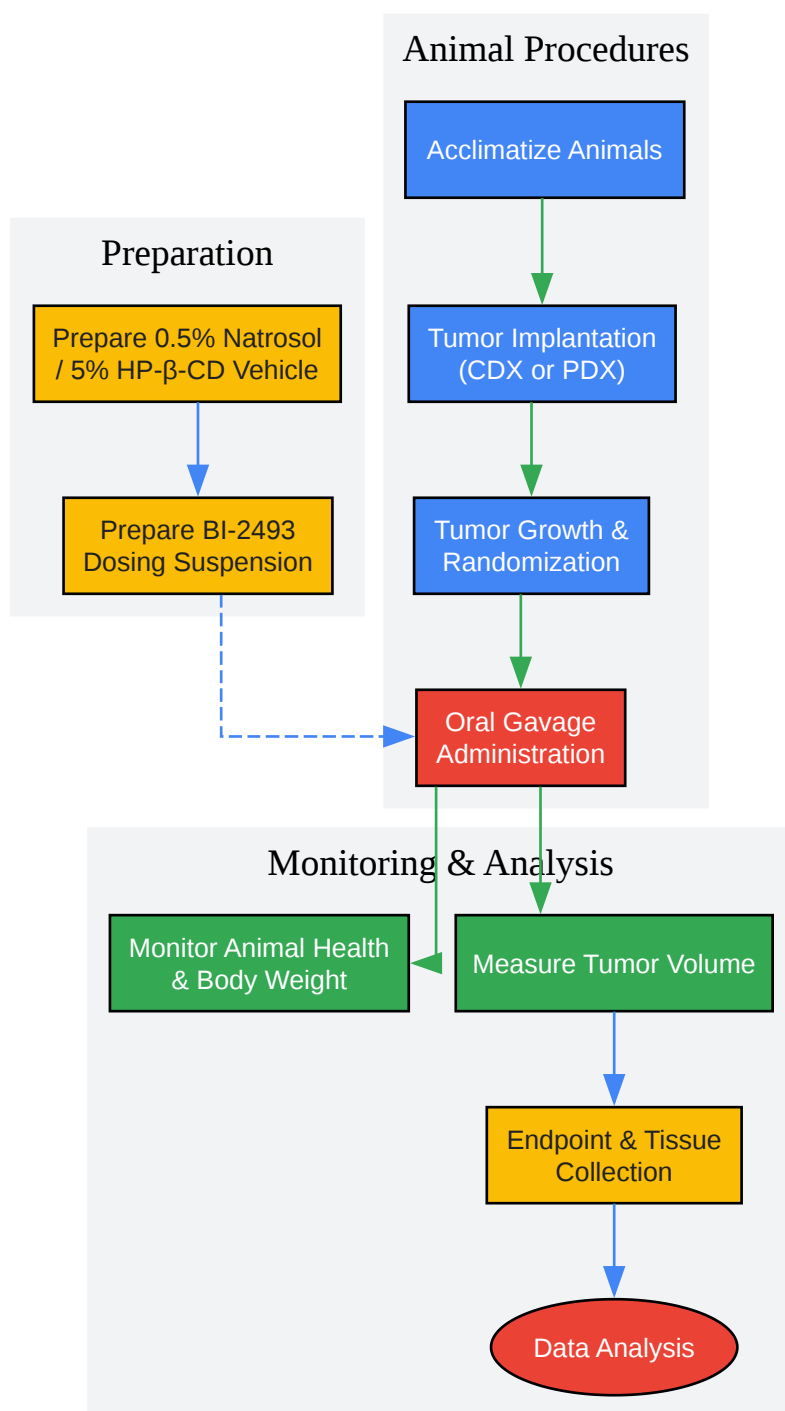 Animal Procedures
Acclimatize Animals
Preparation
Prepare 0.5% Natrosol
/ 5% HP-β-CD Vehicle
Tumor Implantation
(CDX or PDX)
Prepare BI-2493
Dosing Suspension
Tumor Growth &
Randomization
Oral Gavage
Administration
Monitoring & Analysis
Monitor Animal Health
& Body Weight
Measure Tumor Volume
Endpoint & Tissue
Collection
Data Analysis